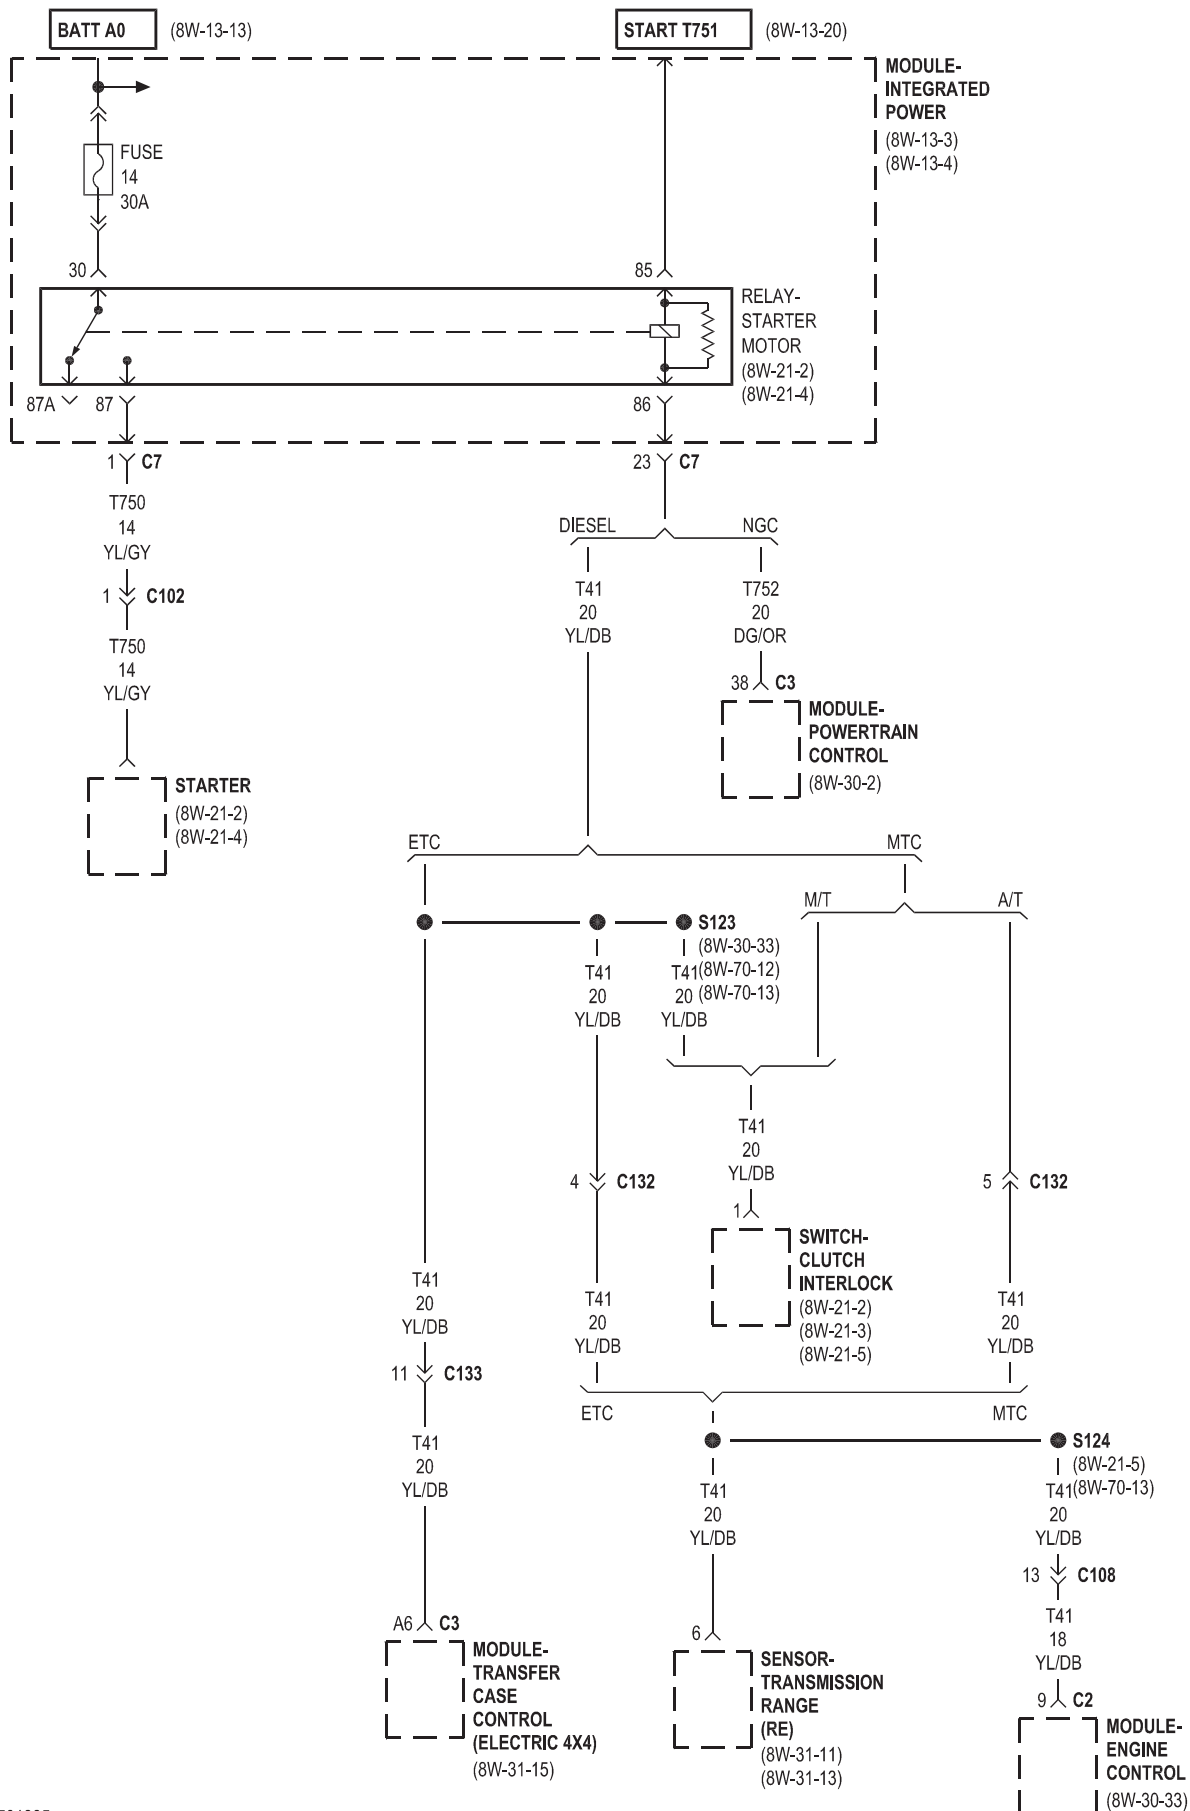 BATT A0 (8W-13-13)
START T751 (8W-13-20)
MODULE-
INTEGRATED
POWER
(8W-13-3)
(8W-13-4)
FUSE
14
30A
30
85
RELAY-
STARTER
MOTOR
(8W-21-2)
(8W-21-4)
87A
87
86
1 C7
23 C7
T750
14
YL/GY
1 C102
T750
14
YL/GY
STARTER
(8W-21-2)
(8W-21-4)
DIESEL
NGC
T41
20
YL/DB
T752
20
DG/OR
38 C3
MODULE-
POWERTRAIN
CONTROL
(8W-30-2)
ETC
MTC
M/T
A/T
S123
(8W-30-33)
(8W-70-12)
(8W-70-13)
T41
20
YL/DB
T41
20
YL/DB
T41
20
YL/DB
4 C132
5 C132
1
SWITCH-
CLUTCH
INTERLOCK
(8W-21-2)
(8W-21-3)
(8W-21-5)
T41
20
YL/DB
T41
20
YL/DB
T41
20
YL/DB
11 C133
ETC
MTC
T41
20
YL/DB
S124
(8W-21-5)
(8W-70-13)
T41
20
YL/DB
T41
20
YL/DB
13 C108
T41
18
YL/DB
A6 C3
MODULE-
TRANSFER
CASE
CONTROL
(ELECTRIC 4X4)
(8W-31-15)
6
SENSOR-
TRANSMISSION
RANGE
(RE)
(8W-31-11)
(8W-31-13)
9 C2
MODULE-
ENGINE
CONTROL
(8W-30-33)